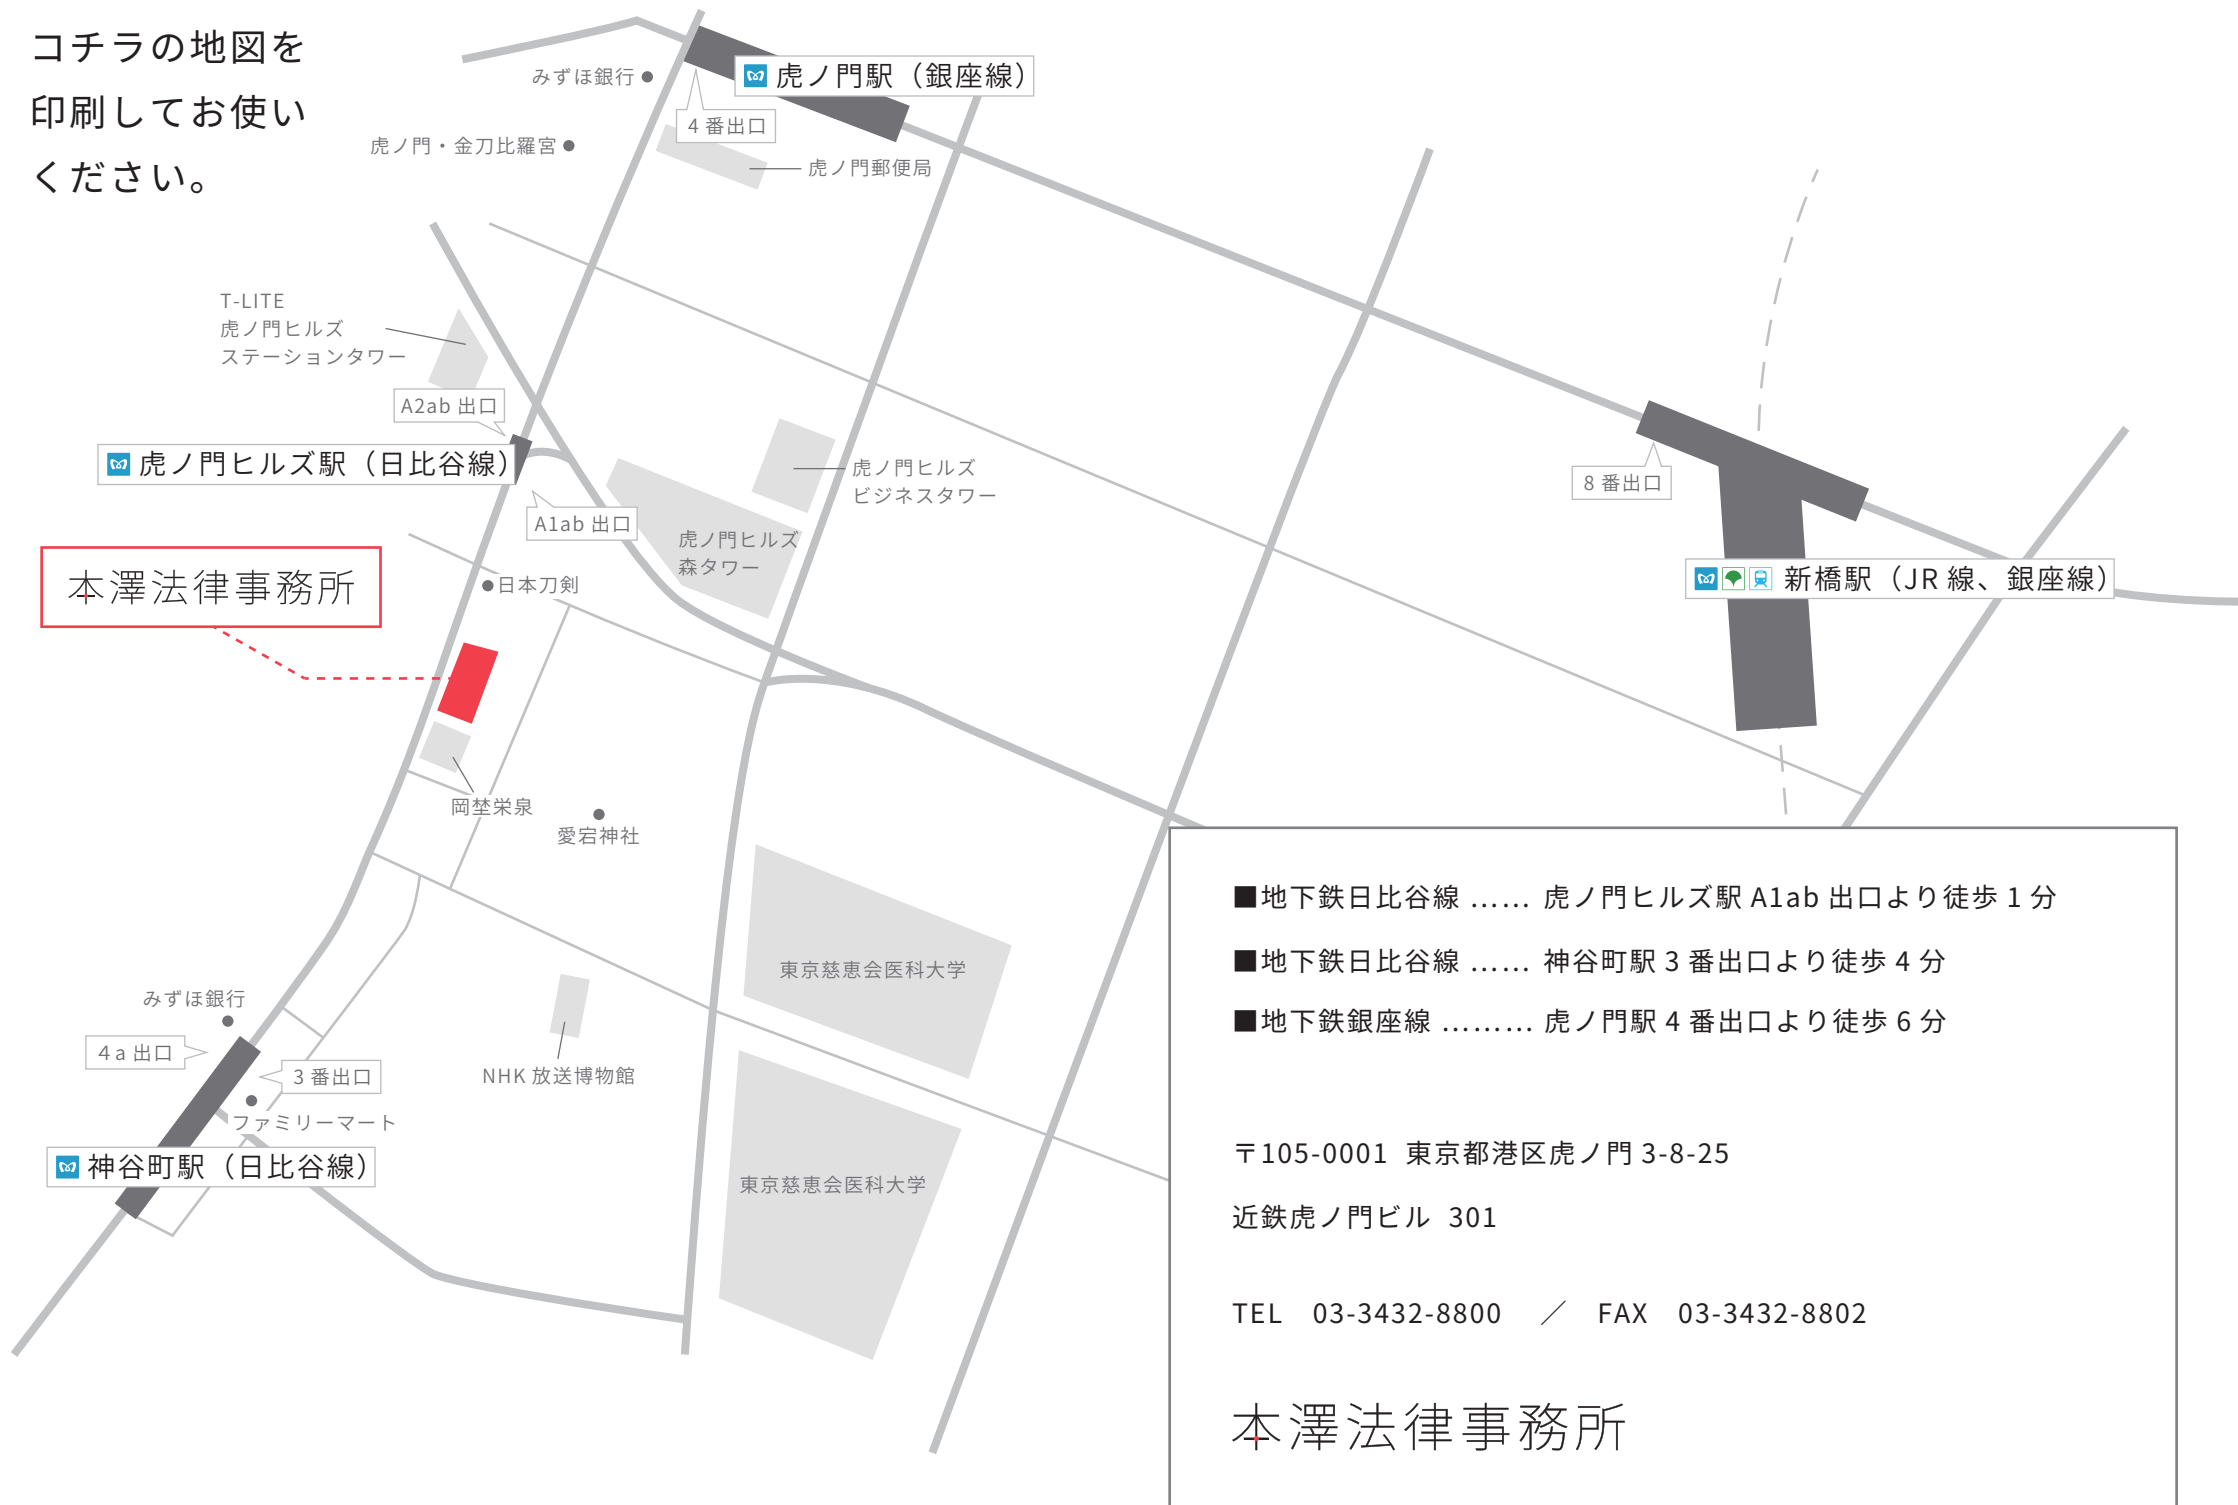 コチラの地図を
印刷してお使い
ください。
みずほ銀行
虎ノ門駅（銀座線）
4 番出口
虎ノ門・金刀比羅宮
虎ノ門郵便局
T-LITE
虎ノ門ヒルズ
ステーションタワー
A2ab 出口
虎ノ門ヒルズ駅（日比谷線）
A1ab 出口
虎ノ門ヒルズ
ビジネスタワー
虎ノ門ヒルズ
森タワー
8 番出口
新橋駅（JR 線、銀座線）
本澤法律事務所
日本刀剣
岡埜栄泉
愛宕神社
東京慈恵会医科大学
みずほ銀行
4 a 出口
3 番出口
ファミリーマート
NHK 放送博物館
神谷町駅（日比谷線）
東京慈恵会医科大学
■地下鉄日比谷線 …… 虎ノ門ヒルズ駅 A1ab 出口より徒歩 1 分
■地下鉄日比谷線 …… 神谷町駅 3 番出口より徒歩 4 分
■地下鉄銀座線 ……… 虎ノ門駅 4 番出口より徒歩 6 分
〒105-0001 東京都港区虎ノ門 3-8-25
近鉄虎ノ門ビル 301
TEL　03-3432-8800　／　FAX　03-3432-8802
本澤法律事務所